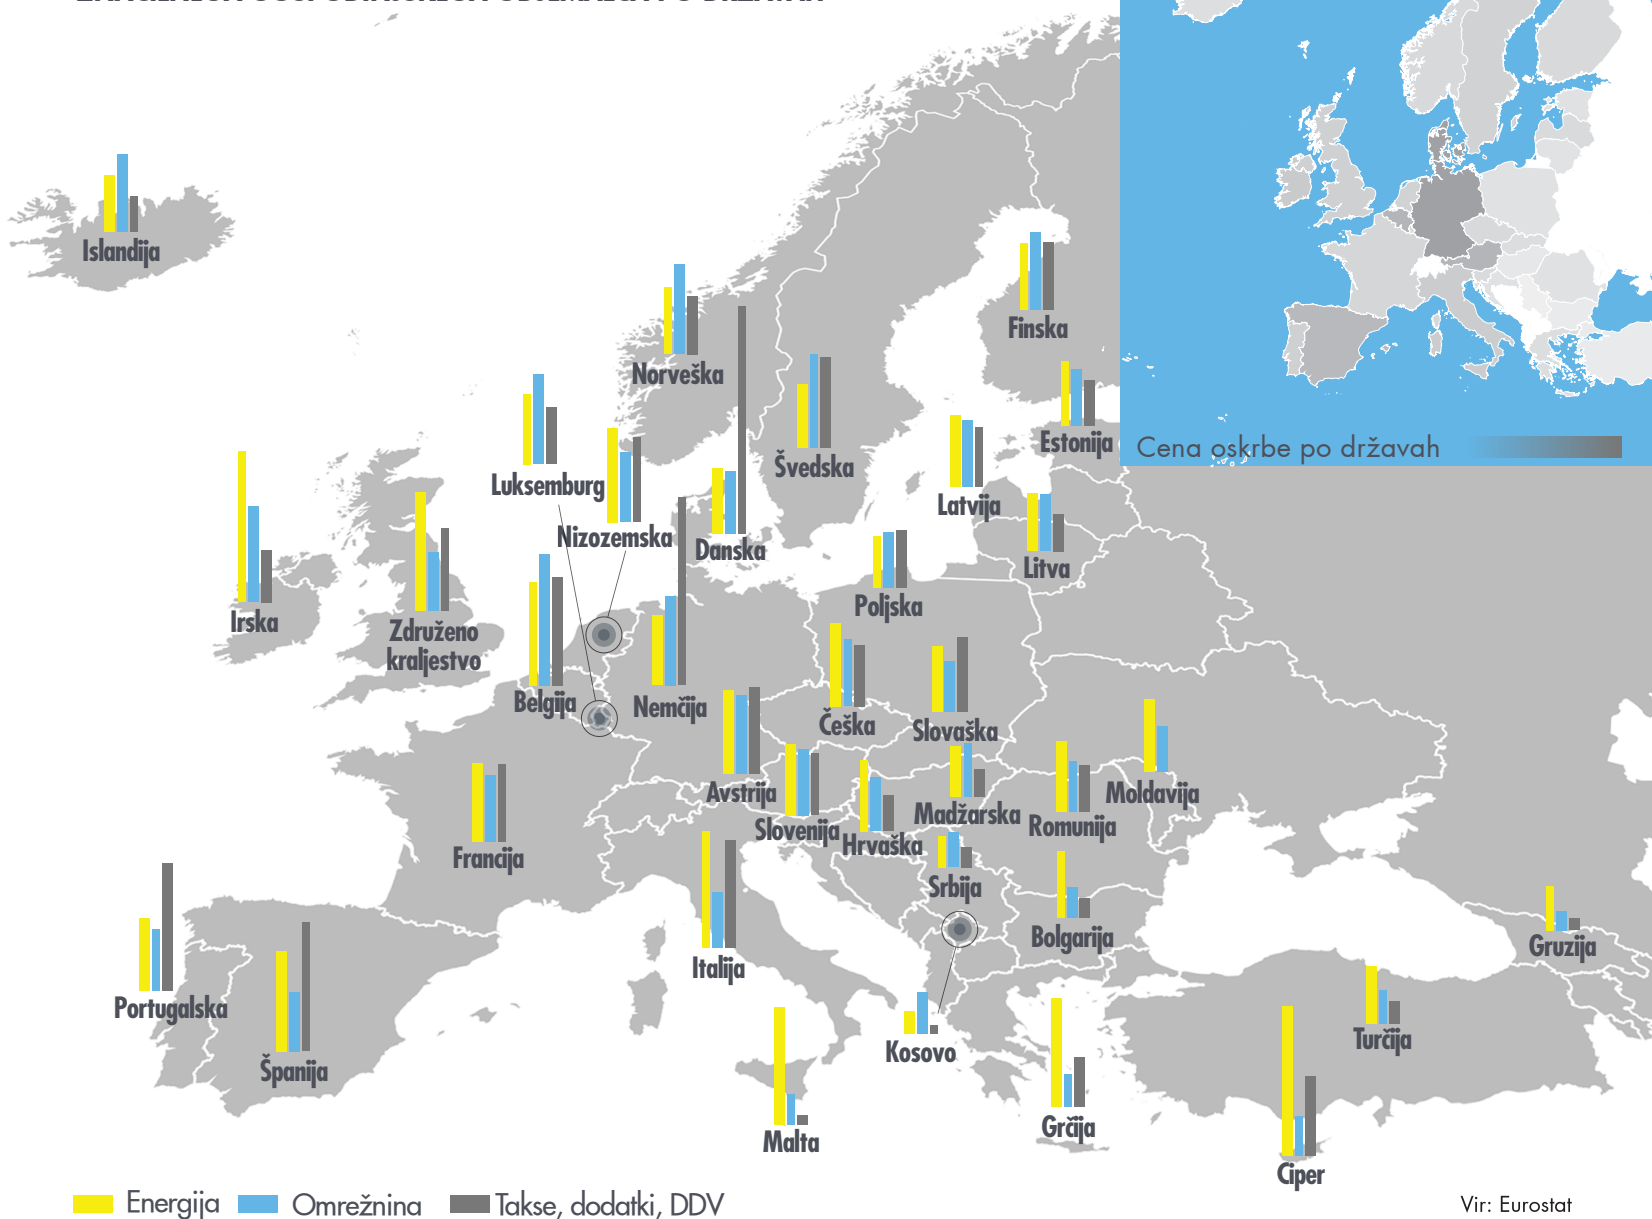 Islandija
Finska
Norveška
Estonija
Cena oskrbe po državah
Švedska
Luksemburg
Latvija
Nizozemska
Danska
Litva
Poljska
Irska
Združeno
kraljestvo
Belgija
Nemčija
Češka
Slovaška
Avstrija
Moldavija
Madžarska
Romunija
Slovenija
Hrvaška
Francija
Srbija
Bolgarija
Gruzija
Italija
Portugalska
Turčija
Kosovo
Španija
Grčija
Malta
Ciper
Energija
Omrežnina
Takse, dodatki, DDV
Vir: Eurostat